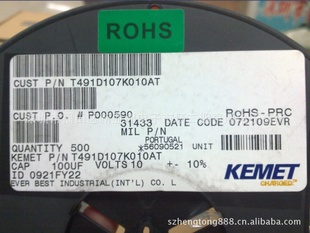 ROHS
CUST P/N T491D107K010AT
CUST P.O. # P000590
RoHS-PRC
31433 DATE CODE 072109EVR
MIL P/N
PORTUGAL
QUANTITY 500 x56090521 UNIT
KEMET P/N T491D107K010AT
CAP 100UF VOLTS 10 +- 10%
ID 0921FY22
EVER BEST INDUSTRIAL(INT'L) CO. L
KEMET
CHARGED.
szhengtong888.cn.alibaba.com